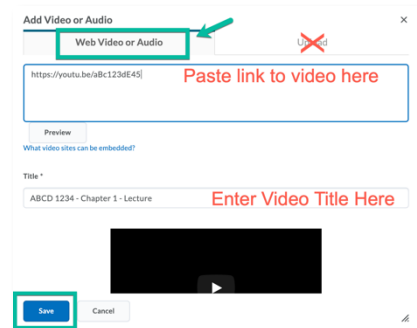 Add Video or Audio ×
Web Video or Audio Upload
https://youtu.be/aBc123dE45 Paste link to video here
Preview
What video sites can be embedded?
Title *
ABCD 1234 - Chapter 1 - Lecture Enter Video Title Here
Save Cancel